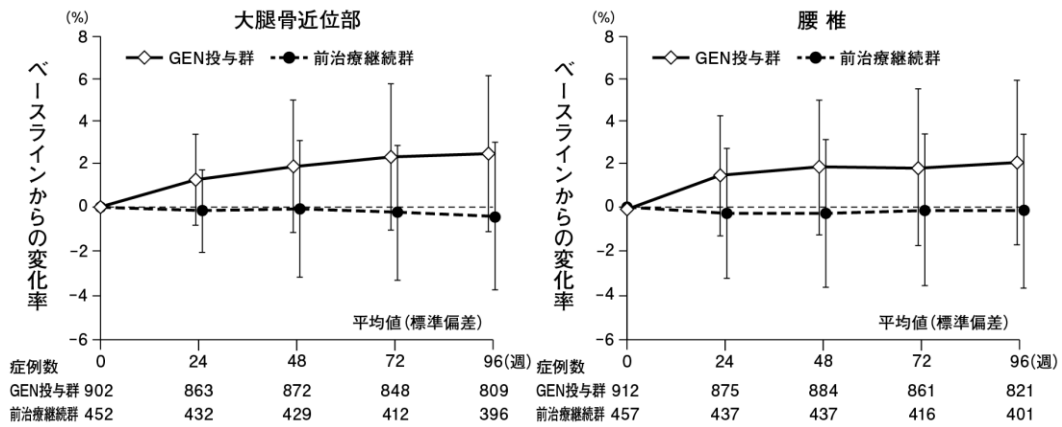 大腿骨近位部
(%)
8
6
4
2
0
-2
-4
-6
ベースラインからの変化率
GEN投与群 前治療継続群
平均値(標準偏差)
0 24 48 72 96(週)
症例数
GEN投与群 902 863 872 848 809
前治療継続群 452 432 429 412 396
腰 椎
(%)
8
6
4
2
0
-2
-4
-6
ベースラインからの変化率
GEN投与群 前治療継続群
平均値(標準偏差)
0 24 48 72 96(週)
症例数
GEN投与群 912 875 884 861 821
前治療継続群 457 437 437 416 401